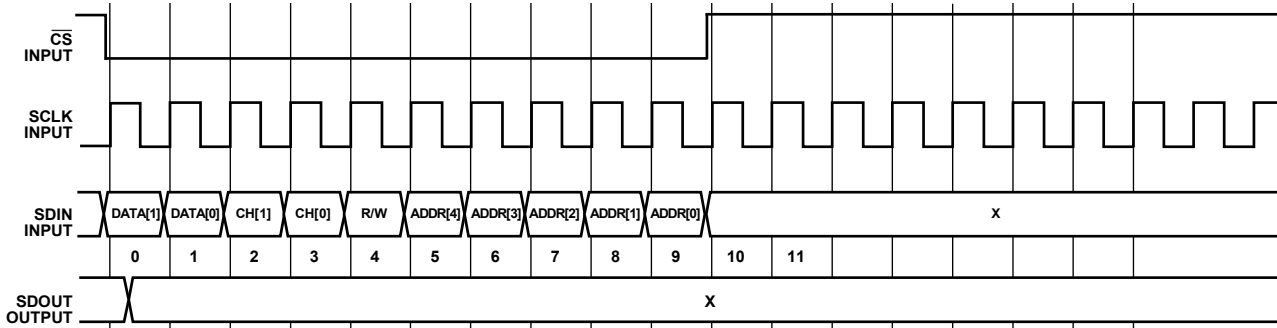 CS
INPUT
SCLK
INPUT
SDIN
INPUT
DATA[1] DATA[0] CH[1] CH[0] R/W ADDR[4] ADDR[3] ADDR[2] ADDR[1] ADDR[0] X
0 1 2 3 4 5 6 7 8 9 10 11
SDOUT
OUTPUT
X